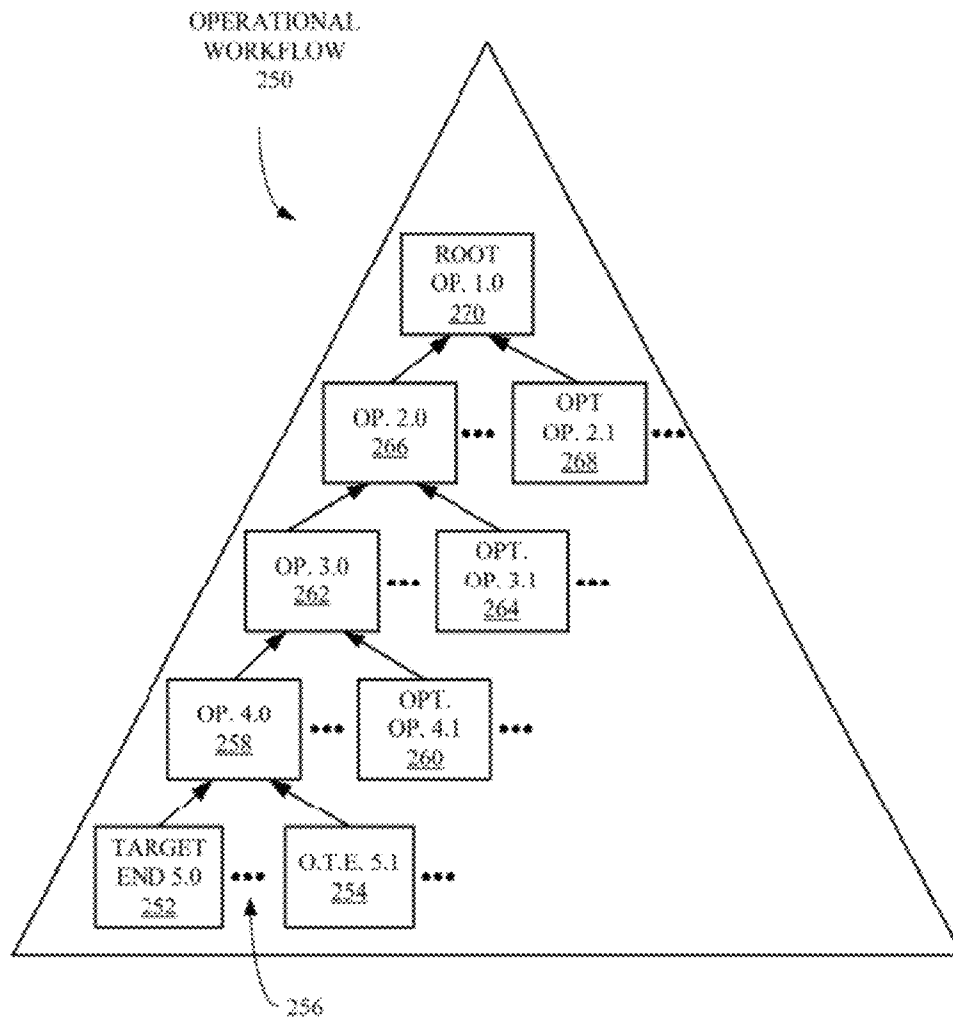 OPERATIONAL
WORKFLOW
250
ROOT
OP. 1.0
270
OP. 2.0
266
OPT
OP. 2.1
268
OP. 3.0
262
OPT.
OP. 3.1
264
OP. 4.0
258
OPT.
OP. 4.1
260
TARGET
END 5.0
252
O.T.E. 5.1
254
256